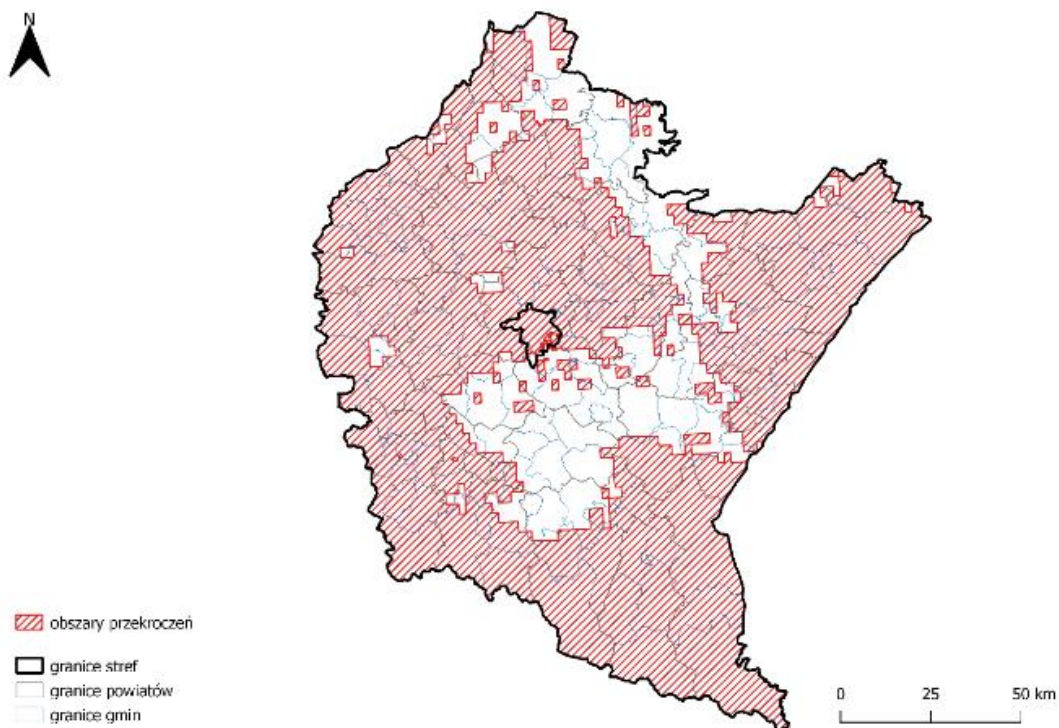 N
obszary przekroczeń
granice stref
granice powiatów
granice gmin
0 25 50 km